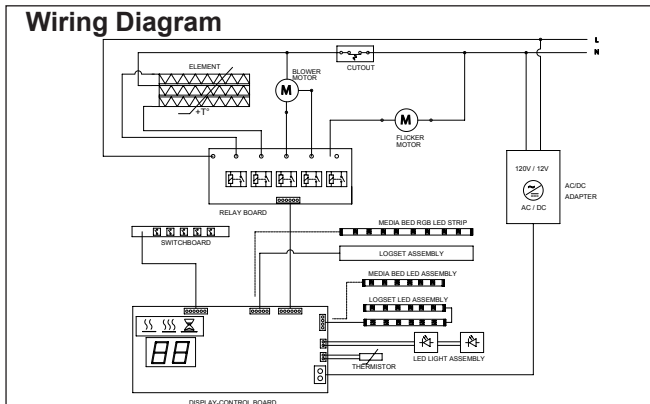 Wiring Diagram
L
N
CUTOUT
ELEMENT
BLOWER
MOTOR
M
+T°
M
FLICKER
MOTOR
120V / 12V
AC / DC
AC/DC
ADAPTER
RELAY BOARD
MEDIA BED RGB LED STRIP
SWITCHBOARD
LOGSET ASSEMBLY
MEDIA BED LED ASSEMBLY
LOGSET LED ASSEMBLY
88
LED LIGHT ASSEMBLY
THERMISTOR
DISPLAY-CONTROL BOARD